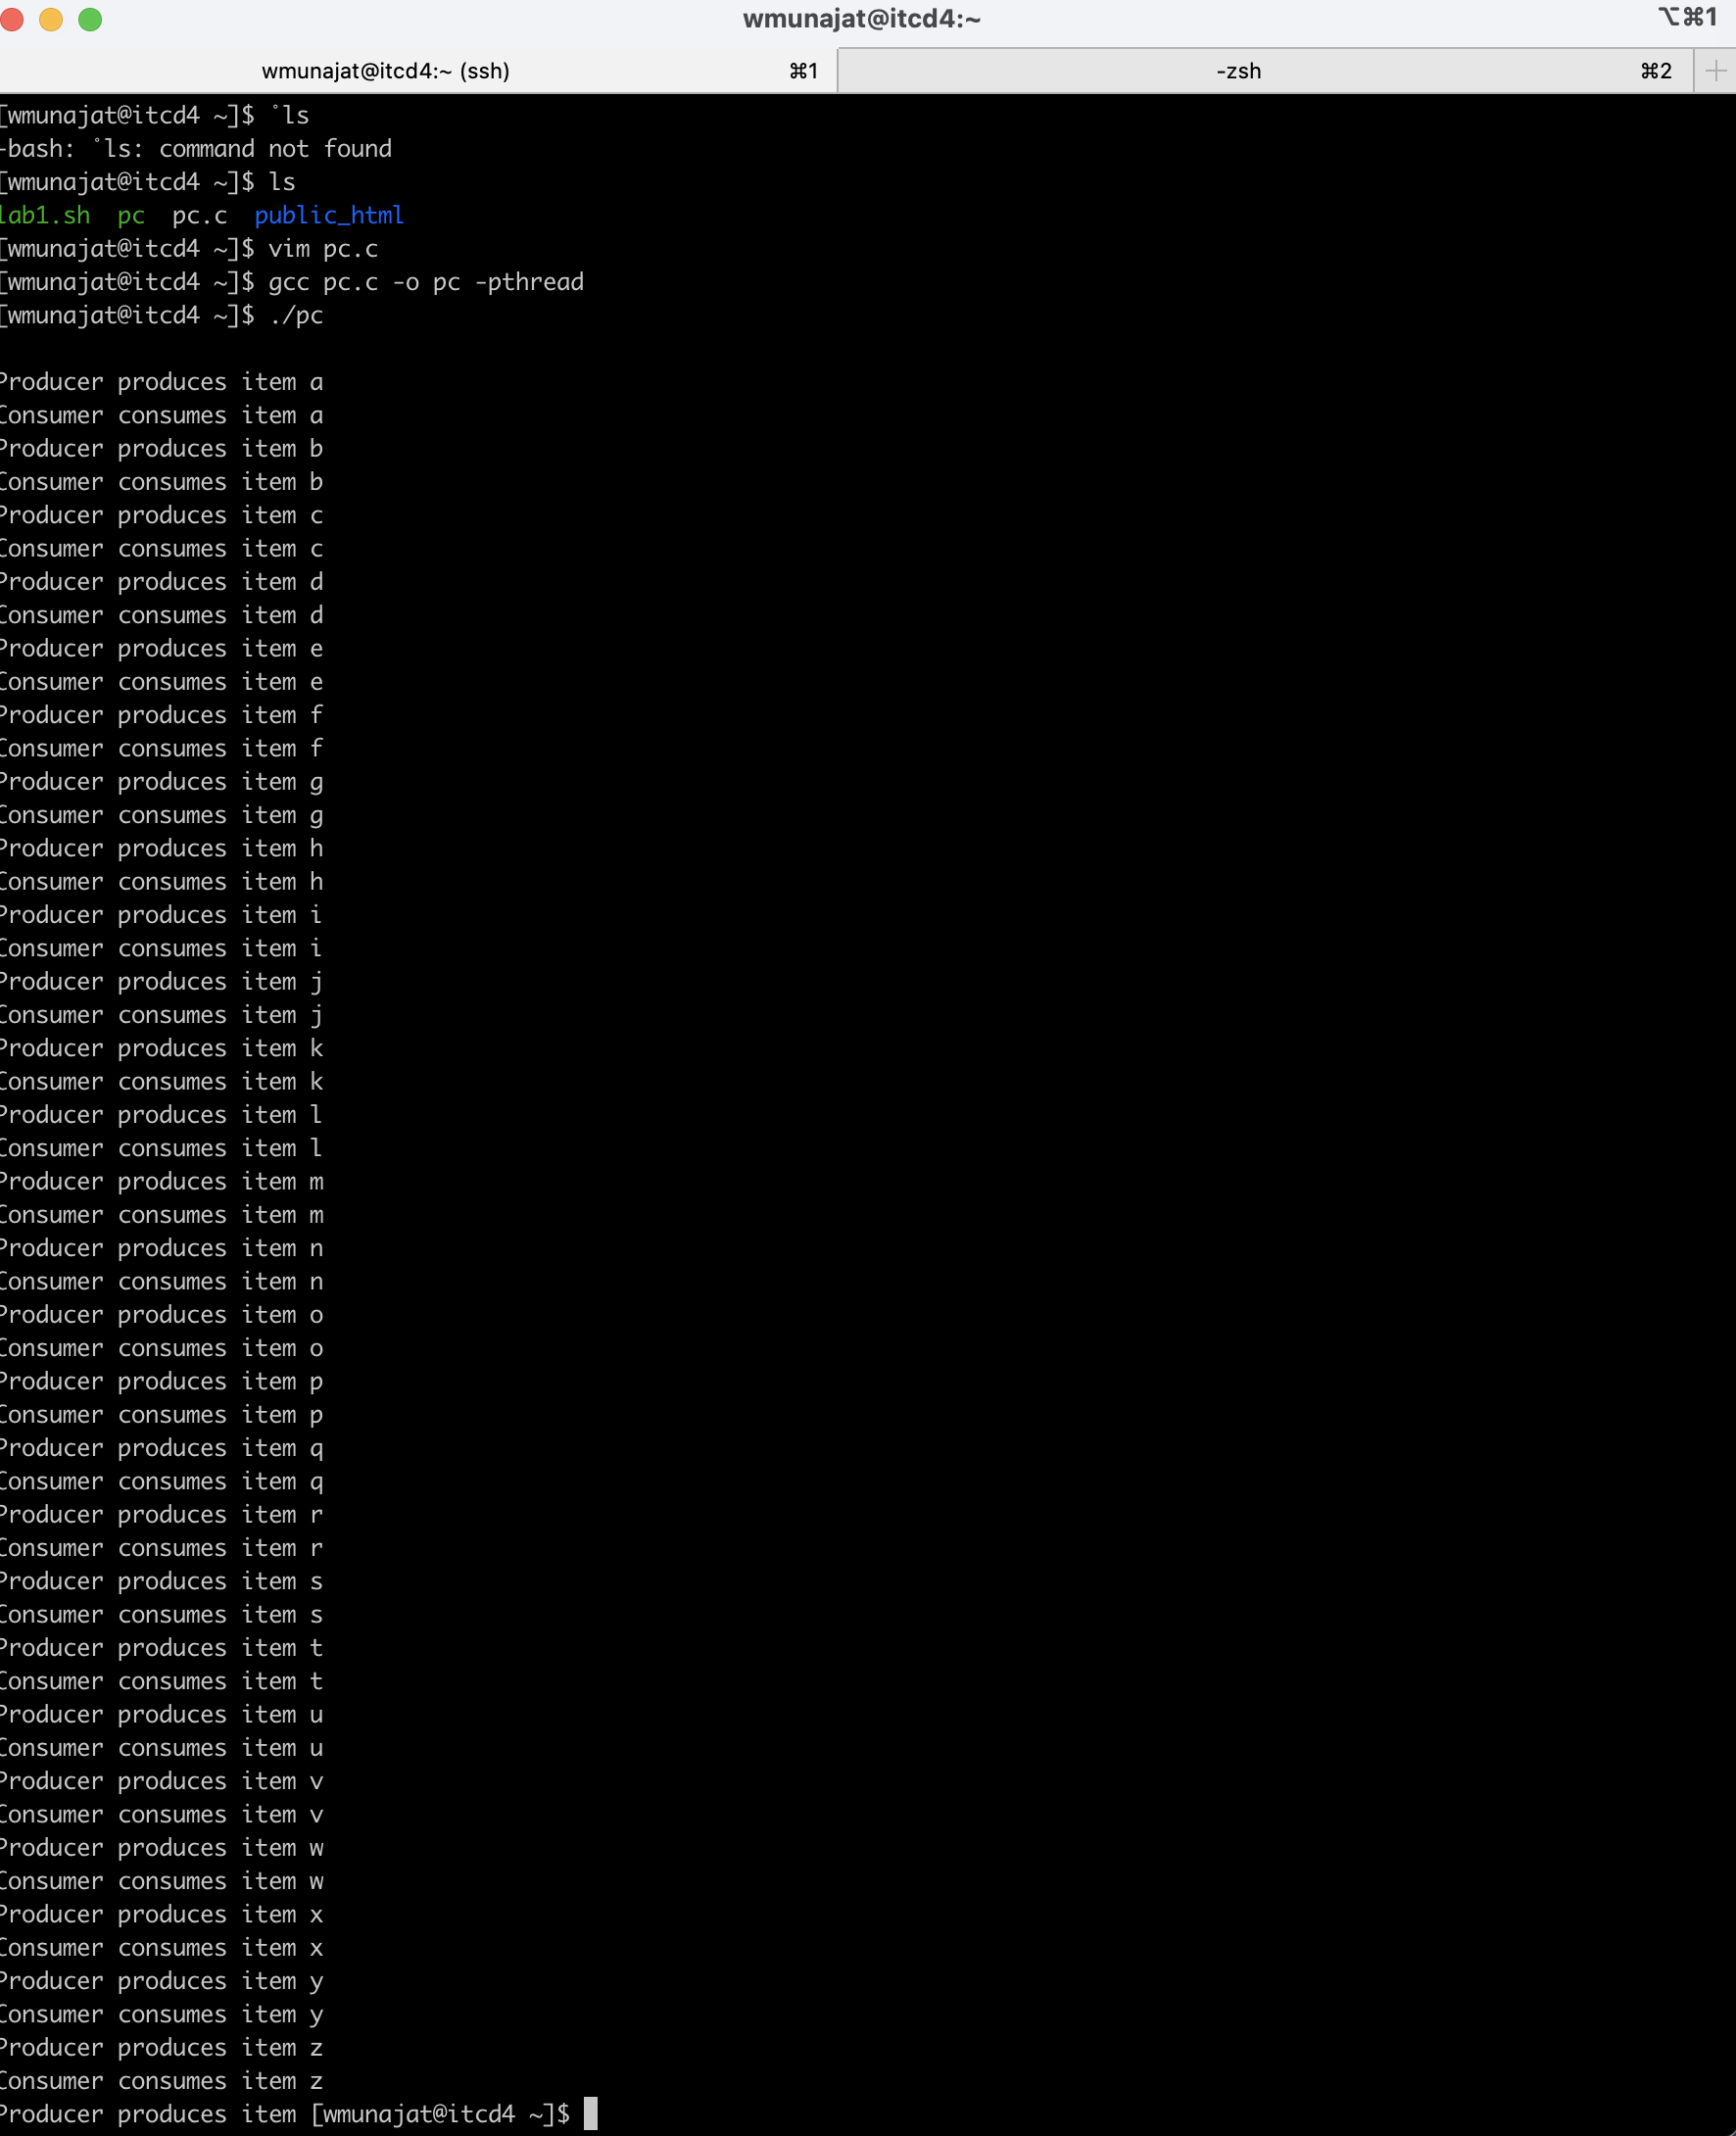 wmunajat@itcd4:~
⌥⌘1
wmunajat@itcd4:~ (ssh) ⌘1
-zsh ⌘2
[wmunajat@itcd4 ~]$ `ls
-bash: `ls: command not found
[wmunajat@itcd4 ~]$ ls
lab1.sh pc pc.c public_html
[wmunajat@itcd4 ~]$ vim pc.c
[wmunajat@itcd4 ~]$ gcc pc.c -o pc -pthread
[wmunajat@itcd4 ~]$ ./pc
Producer produces item a
Consumer consumes item a
Producer produces item b
Consumer consumes item b
Producer produces item c
Consumer consumes item c
Producer produces item d
Consumer consumes item d
Producer produces item e
Consumer consumes item e
Producer produces item f
Consumer consumes item f
Producer produces item g
Consumer consumes item g
Producer produces item h
Consumer consumes item h
Producer produces item i
Consumer consumes item i
Producer produces item j
Consumer consumes item j
Producer produces item k
Consumer consumes item k
Producer produces item l
Consumer consumes item l
Producer produces item m
Consumer consumes item m
Producer produces item n
Consumer consumes item n
Producer produces item o
Consumer consumes item o
Producer produces item p
Consumer consumes item p
Producer produces item q
Consumer consumes item q
Producer produces item r
Consumer consumes item r
Producer produces item s
Consumer consumes item s
Producer produces item t
Consumer consumes item t
Producer produces item u
Consumer consumes item u
Producer produces item v
Consumer consumes item v
Producer produces item w
Consumer consumes item w
Producer produces item x
Consumer consumes item x
Producer produces item y
Consumer consumes item y
Producer produces item z
Consumer consumes item z
Producer produces item [wmunajat@itcd4 ~]$